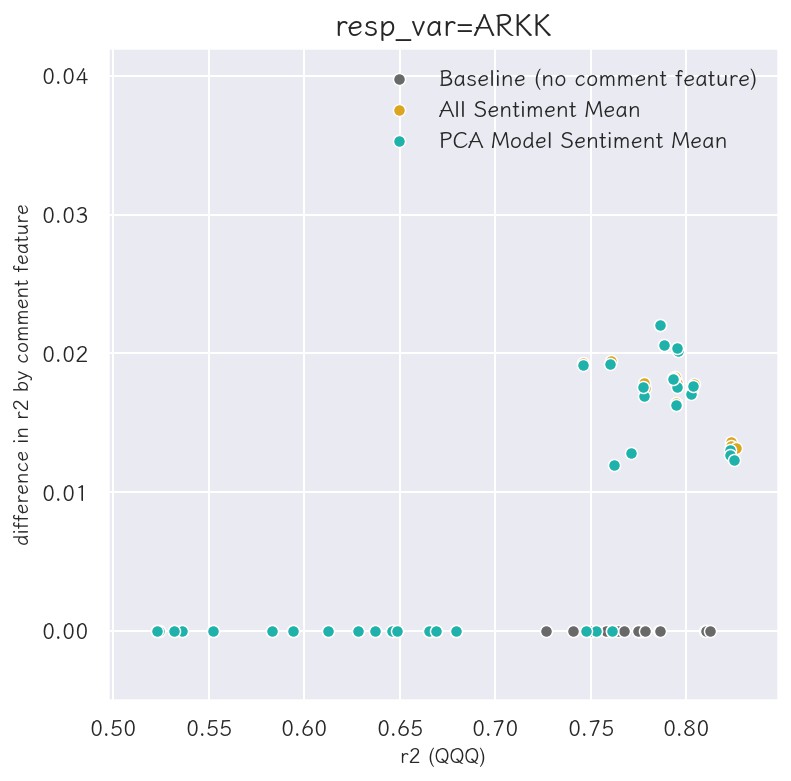 resp_var=ARKK
0.04
Baseline (no comment feature)
All Sentiment Mean
PCA Model Sentiment Mean
0.03
0.02
0.01
0.00
difference in r2 by comment feature
0.50 0.55 0.60 0.65 0.70 0.75 0.80
r2 (QQQ)